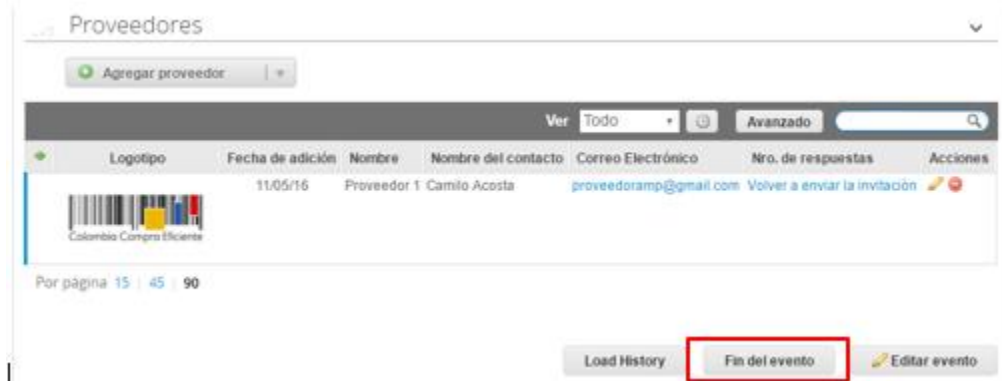 Proveedores
Agregar proveedor
Ver Todo Avanzado
Logotipo Fecha de adición Nombre Nombre del contacto Correo Electrónico Nro. de respuestas Acciones
11/05/16 Proveedor 1 Camilo Acosta proveedoramp@gmail.com Volver a enviar la invitación
Colombia Compra Eficiente
Por página 15 | 45 | 90
Load History Fin del evento Editar evento